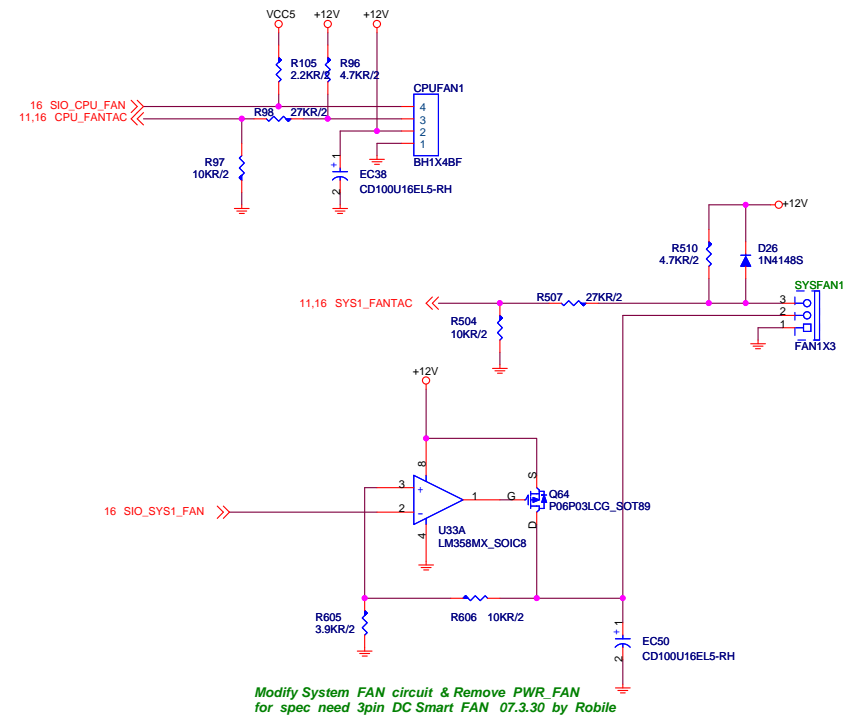 VCC5 +12V +12V
R105 R96
2.2KR/2 4.7KR/2
CPUFAN1
16 SIO_CPU_FAN 4
11,16 CPU_FANTAC R98 27KR/2 3
2
1
BH1X4BF
R97
10KR/2
+ 1
EC38
2 CD100U16EL5-RH
+12V
R510 D26
4.7KR/2 1N4148S
SYSFAN1
11,16 SYS1_FANTAC R507 27KR/2 3
2
R504 1
10KR/2
FAN1X3
+12V
8 S
3 +
1 G Q64
P06P03LCG_SOT89
16 SIO_SYS1_FAN 2 -
D
4 U33A
LM358MX_SOIC8
R605 R606 10KR/2
3.9KR/2
+ 1
EC50
2 CD100U16EL5-RH
Modify System FAN circuit & Remove PWR_FAN
for spec need 3pin DC Smart FAN 07.3.30 by Robile